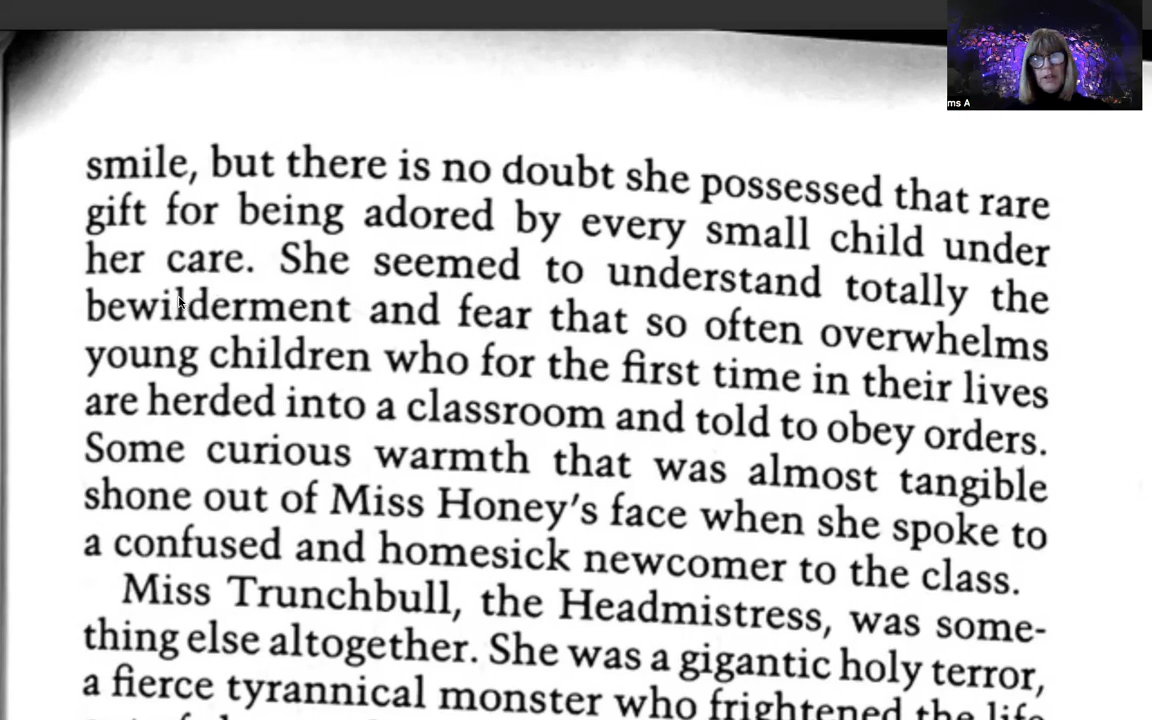 ms A
smile, but there is no doubt she possessed that rare
gift for being adored by every small child under
her care. She seemed to understand totally the
bewilderment and fear that so often overwhelms
young children who for the first time in their lives
are herded into a classroom and told to obey orders.
Some curious warmth that was almost tangible
shone out of Miss Honey's face when she spoke to
a confused and homesick newcomer to the class.
Miss Trunchbull, the Headmistress, was some-
thing else altogether. She was a gigantic holy terror,
a fierce tyrannical monster who frightened the life